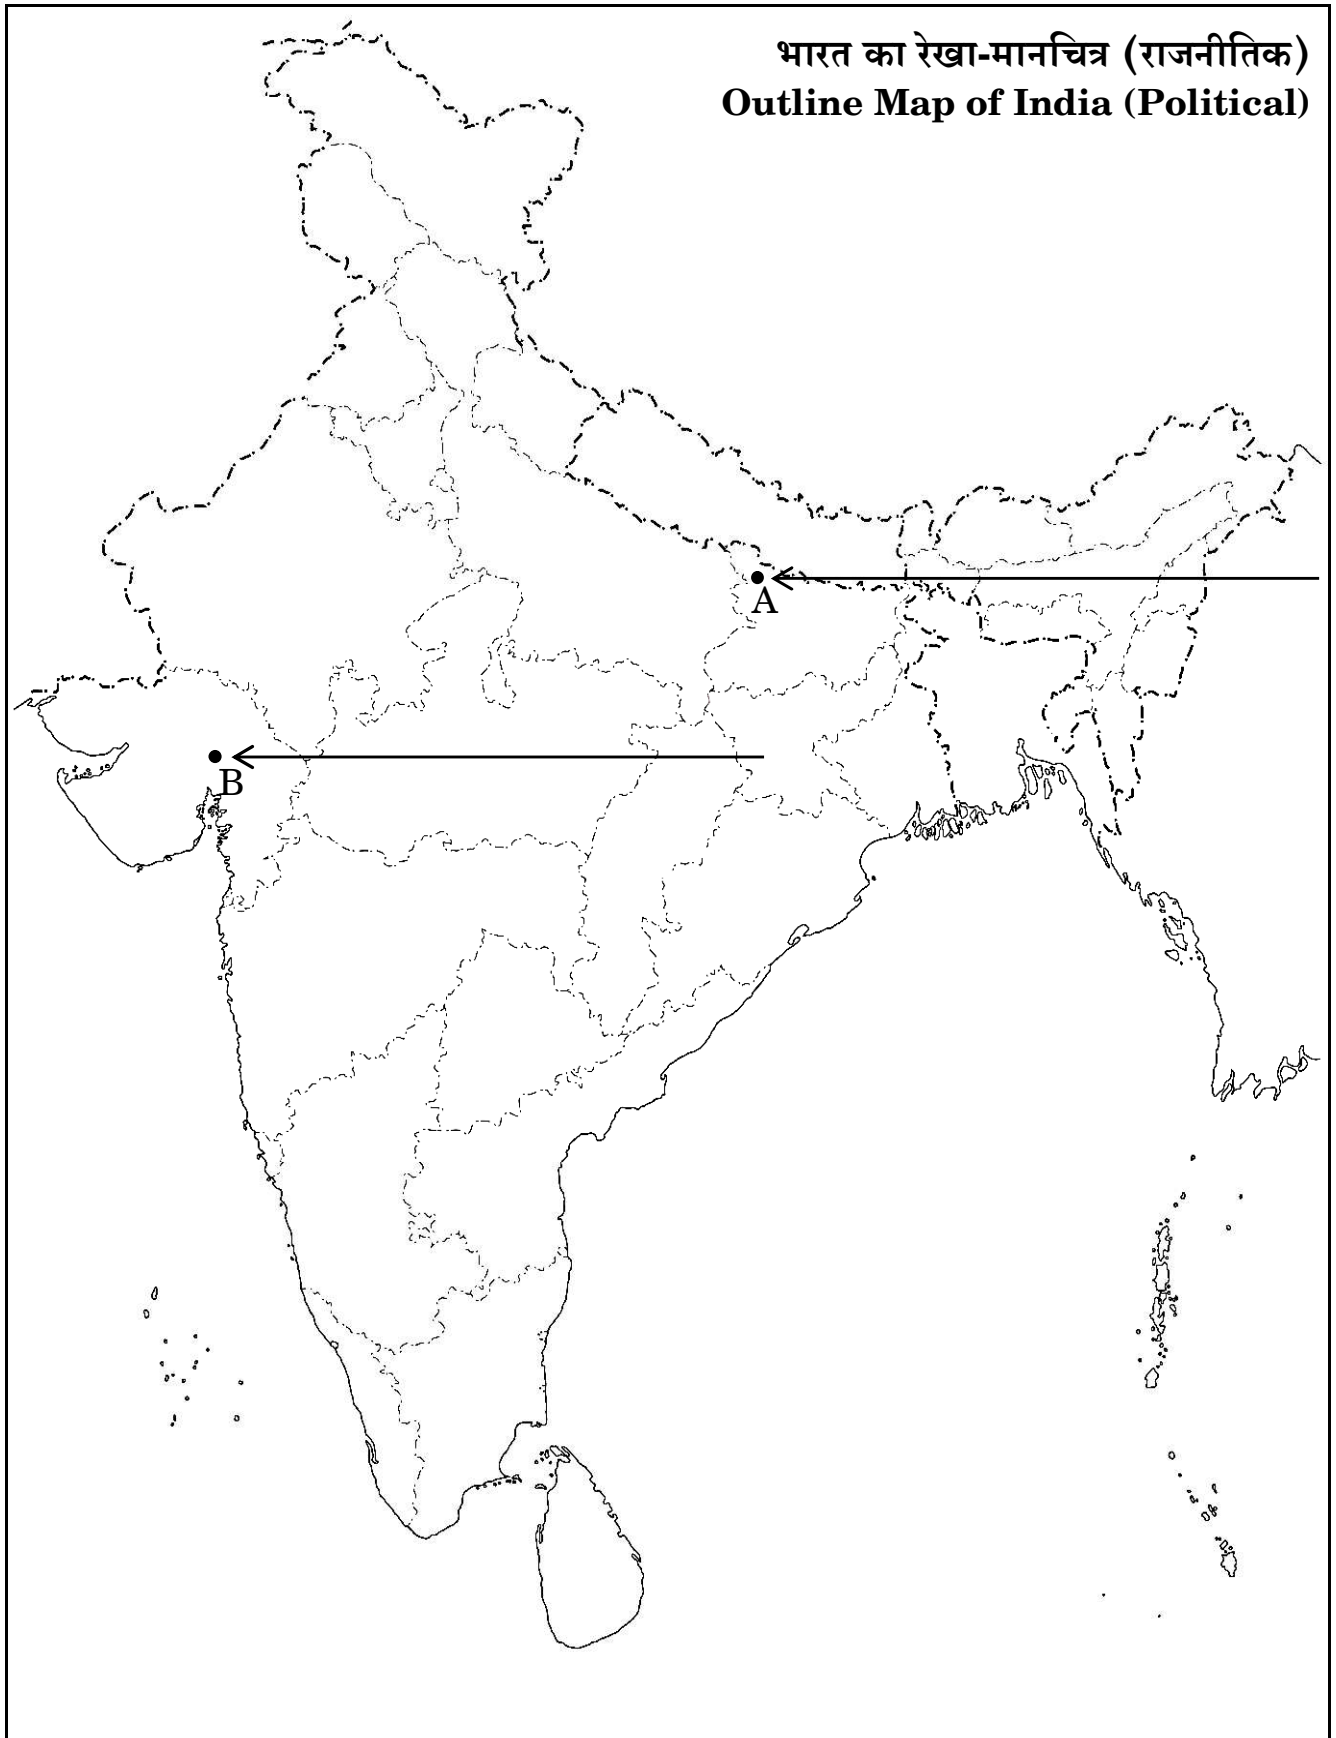 भारत का रेखा-मानचित्र (राजनीतिक)
Outline Map of India (Political)
A
B